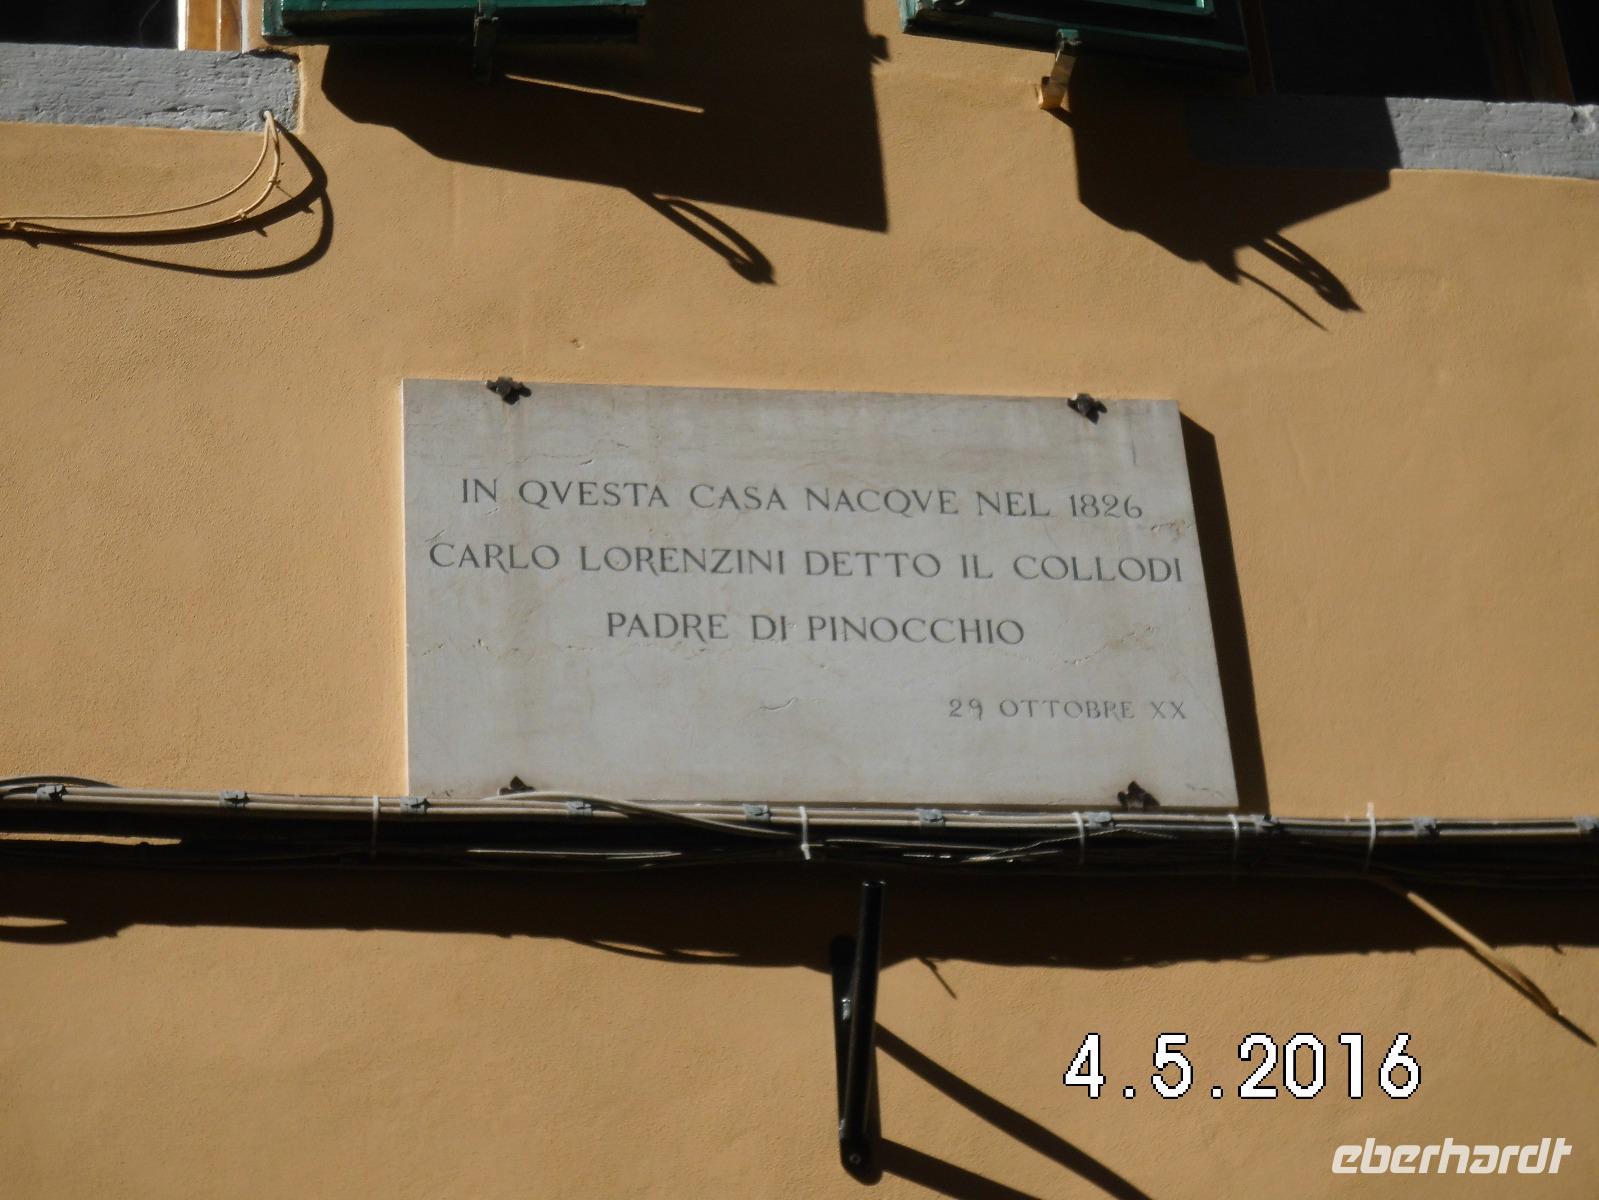 IN QVESTA CASA NACQVE NEL 1826
CARLO LORENZINI DETTO IL COLLODI
PADRE DI PINOCCHIO
29 OTTOBRE XX
4.5.2016
eberhardt